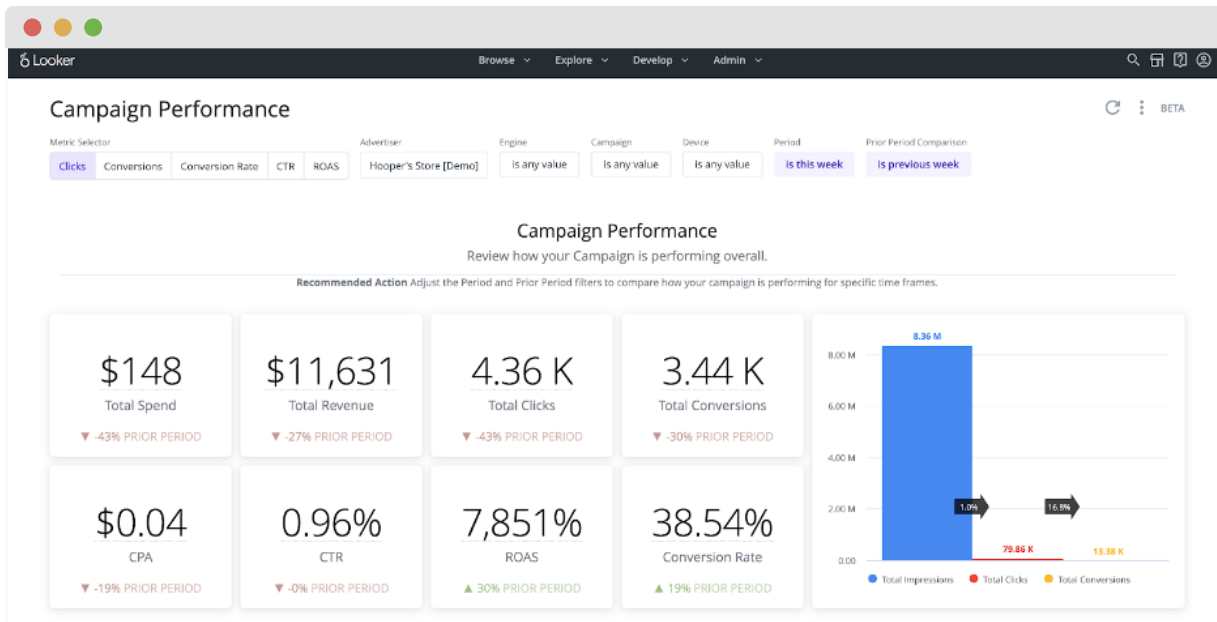 Looker
Browse Explore Develop Admin
Campaign Performance
BETA
Metric Selector Advertiser Engine Campaign Device Period Prior Period Comparison
Clicks Conversions Conversion Rate CTR ROAS Hooper's Store [Demo] is any value is any value is any value is this week is previous week
Campaign Performance
Review how your Campaign is performing overall.
Recommended Action Adjust the Period and Prior Period filters to compare how your campaign is performing for specific time frames.
$148
Total Spend
▼ -43% PRIOR PERIOD
$11,631
Total Revenue
▼ -27% PRIOR PERIOD
4.36 K
Total Clicks
▼ -43% PRIOR PERIOD
3.44 K
Total Conversions
▼ -30% PRIOR PERIOD
$0.04
CPA
▼ -19% PRIOR PERIOD
0.96%
CTR
▼ -0% PRIOR PERIOD
7,851%
ROAS
▲ 30% PRIOR PERIOD
38.54%
Conversion Rate
▲ 19% PRIOR PERIOD
8.36 M
8.00 M
6.00 M
4.00 M
2.00 M
1.0% 16.8%
79.86 K 13.38 K
0.00
Total Impressions Total Clicks Total Conversions